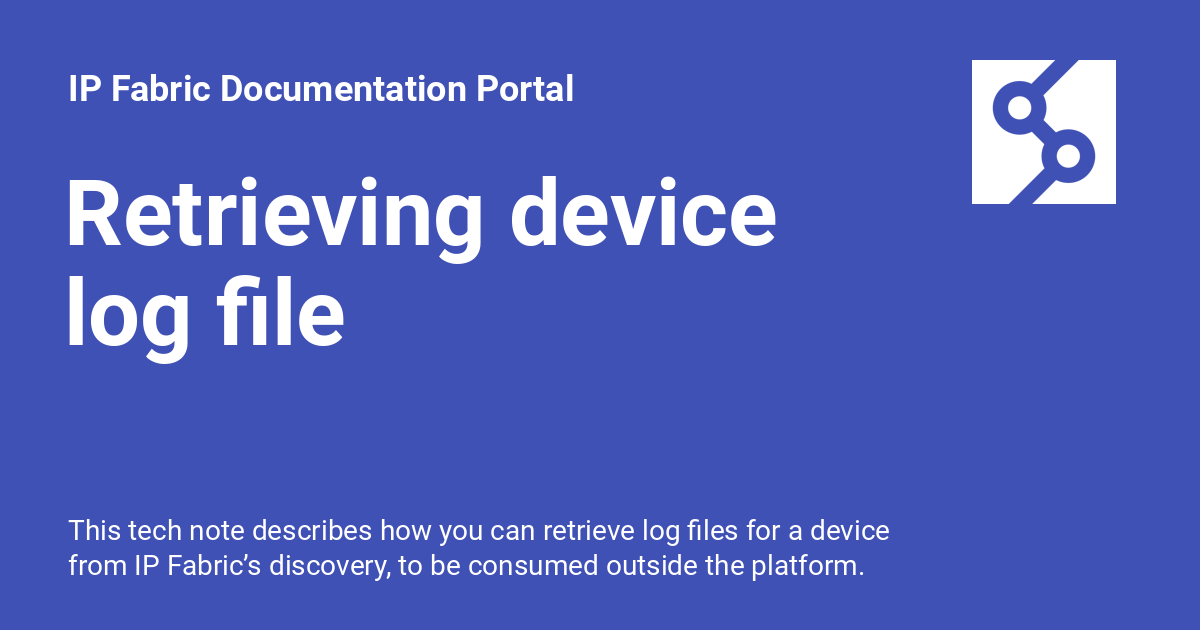 IP Fabric Documentation Portal
Retrieving device
log file
This tech note describes how you can retrieve log files for a device
from IP Fabric’s discovery, to be consumed outside the platform.